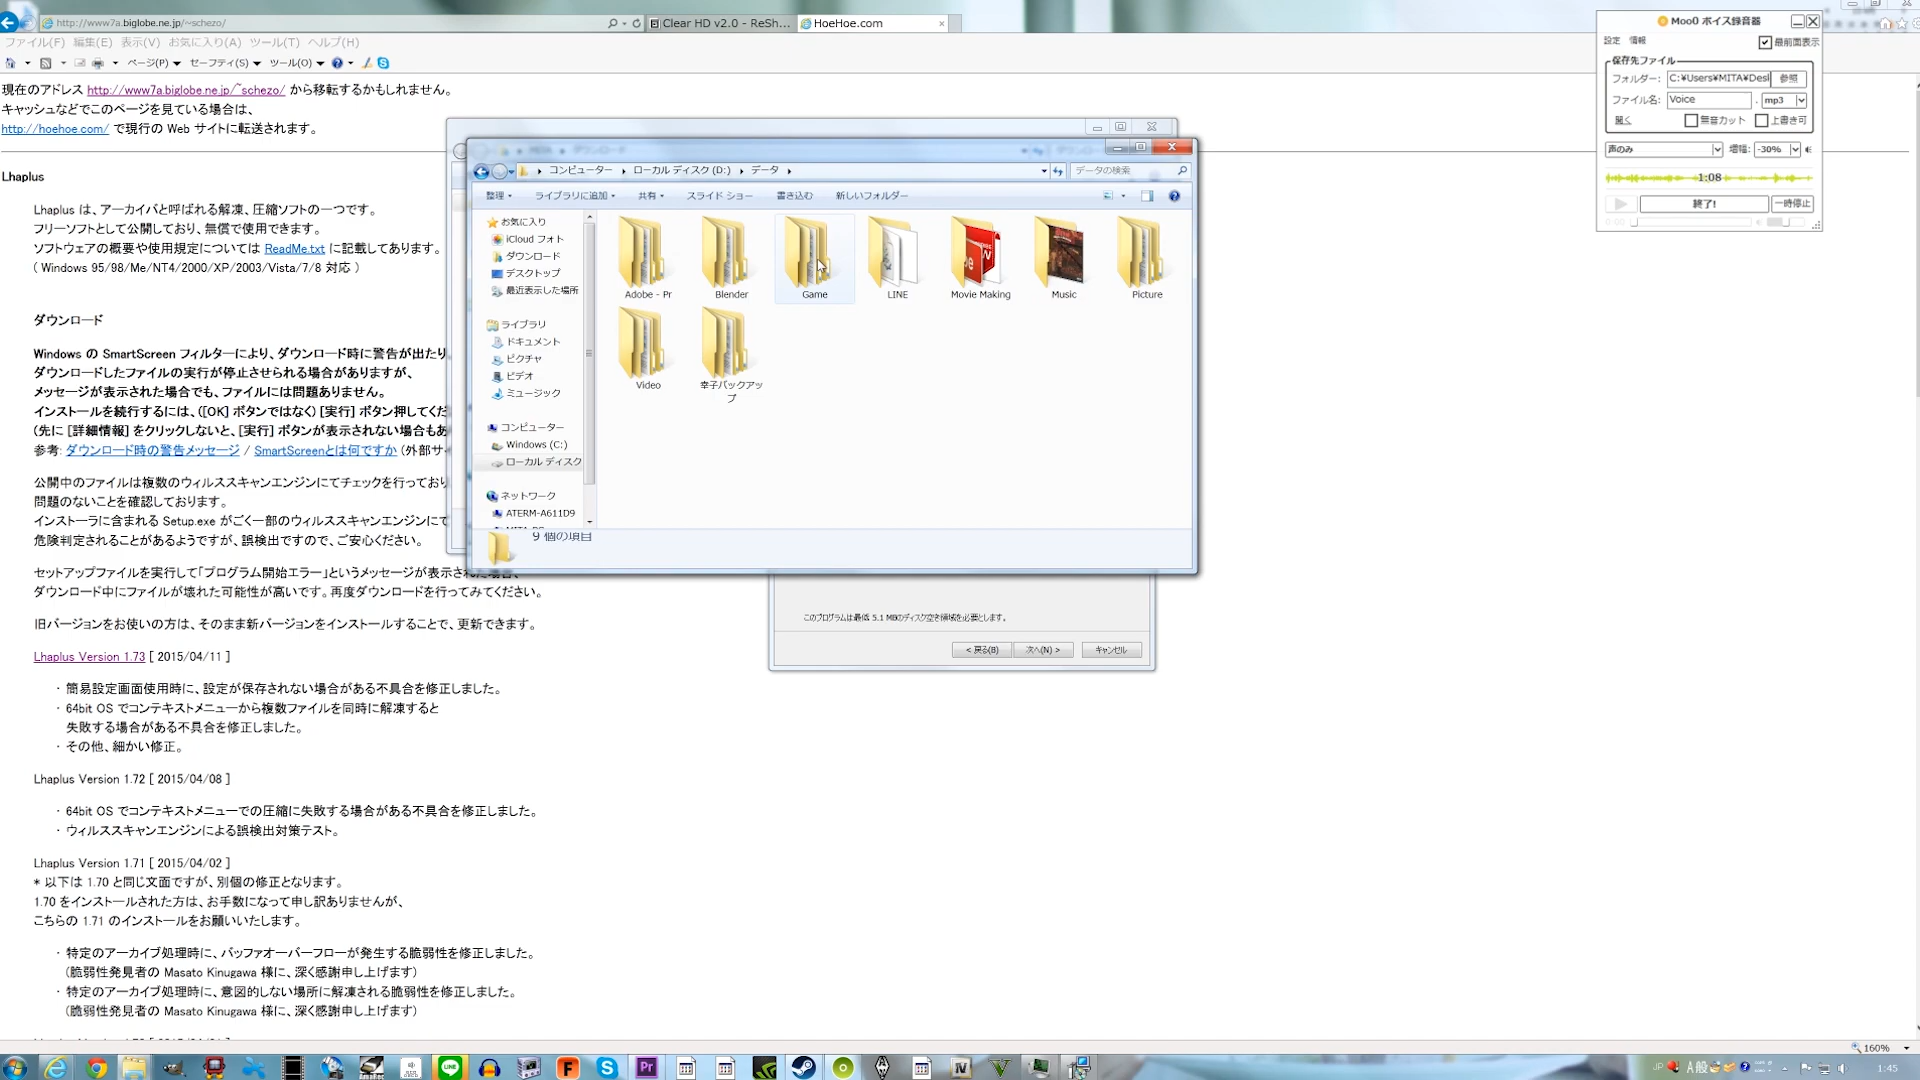 http://www7a.biglobe.ne.jp/~schezo/
Clear HD v2.0 - ReSh...
HoeHoe.com
ファイル(F) 編集(E) 表示(V) お気に入り(A) ツール(T) ヘルプ(H)
ページ(P) セーフティ(S) ツール(O)
現在のアドレス http://www7a.biglobe.ne.jp/~schezo/ から移転するかもしれません。
キャッシュなどでこのページを見ている場合は、
http://hoehoe.com/ で現行の Web サイトに転送されます。
Lhaplus
Lhaplus は、アーカイバと呼ばれる解凍、圧縮ソフトの一つです。
フリーソフトとして公開しており、無償で使用できます。
ソフトウェアの概要や使用規定については ReadMe.txt に記載してあります。
( Windows 95/98/Me/NT4/2000/XP/2003/Vista/7/8 対応 )
ダウンロード
Windows の SmartScreen フィルターにより、ダウンロード時に警告が出たり、
ダウンロードしたファイルの実行が停止させられる場合がありますが、
メッセージが表示された場合でも、ファイルには問題ありません。
インストールを続行するには、([OK] ボタンではなく) [実行] ボタン押してくだ
(先に [詳細情報] をクリックしないと、[実行] ボタンが表示されない場合もあ
参考: ダウンロード時の警告メッセージ / SmartScreenとは何ですか (外部サイ
公開中のファイルは複数のウィルススキャンエンジンにてチェックを行っており
問題のないことを確認しております。
インストーラに含まれる Setup.exe がごく一部のウィルススキャンエンジンにて
危険判定されることがあるようですが、誤検出ですので、ご安心ください。
セットアップファイルを実行して「プログラム開始エラー」というメッセージが表示された場合、
ダウンロード中にファイルが壊れた可能性が高いです。再度ダウンロードを行ってみてください。
旧バージョンをお使いの方は、そのまま新バージョンをインストールすることで、更新できます。
Lhaplus Version 1.73 [ 2015/04/11 ]
・ 簡易設定画面使用時に、設定が保存されない場合がある不具合を修正しました。
・ 64bit OS でコンテキストメニューから複数ファイルを同時に解凍すると
失敗する場合がある不具合を修正しました。
・ その他、細かい修正。
Lhaplus Version 1.72 [ 2015/04/08 ]
・ 64bit OS でコンテキストメニューでの圧縮に失敗する場合がある不具合を修正しました。
・ ウィルススキャンエンジンによる誤検出対策テスト。
Lhaplus Version 1.71 [ 2015/04/02 ]
* 以下は 1.70 と同じ文面ですが、別個の修正となります。
1.70 をインストールされた方は、お手数になって申し訳ありませんが、
こちらの 1.71 のインストールをお願いいたします。
・ 特定のアーカイブ処理時に、バッファオーバーフローが発生する脆弱性を修正しました。
(脆弱性発見者の Masato Kinugawa 様に、深く感謝申し上げます)
・ 特定のアーカイブ処理時に、意図的しない場所に解凍される脆弱性を修正しました。
(脆弱性発見者の Masato Kinugawa 様に、深く感謝申し上げます)
コンピューター ローカル ディスク (D:) データ
データの検索
整理 ライブラリに追加 共有 スライド ショー 書き込む 新しいフォルダー
お気に入り
iCloud フォト
ダウンロード
デスクトップ
最近表示した場所
ライブラリ
ドキュメント
ピクチャ
ビデオ
ミュージック
コンピューター
Windows (C:)
ローカル ディスク
ネットワーク
ATERM-A611D9
Adobe - Pr
Blender
Game
LINE
Movie Making
Music
Picture
Video
幸子バックアッ
プ
9 個の項目
このプログラムは最低 5.1 MBのディスク空き領域を必要とします。
< 戻る(B) 次へ(N) > キャンセル
Moo0 ボイス録音器
設定 情報
最前面表示
保存先ファイル
フォルダー: C:¥Users¥MITA¥Desl 参照
ファイル名: Voice . mp3
開く 無音カット 上書き可
声のみ 増幅: -30%
1:08
終了! 一時停止
0:00
160%
JP A 般
1:45